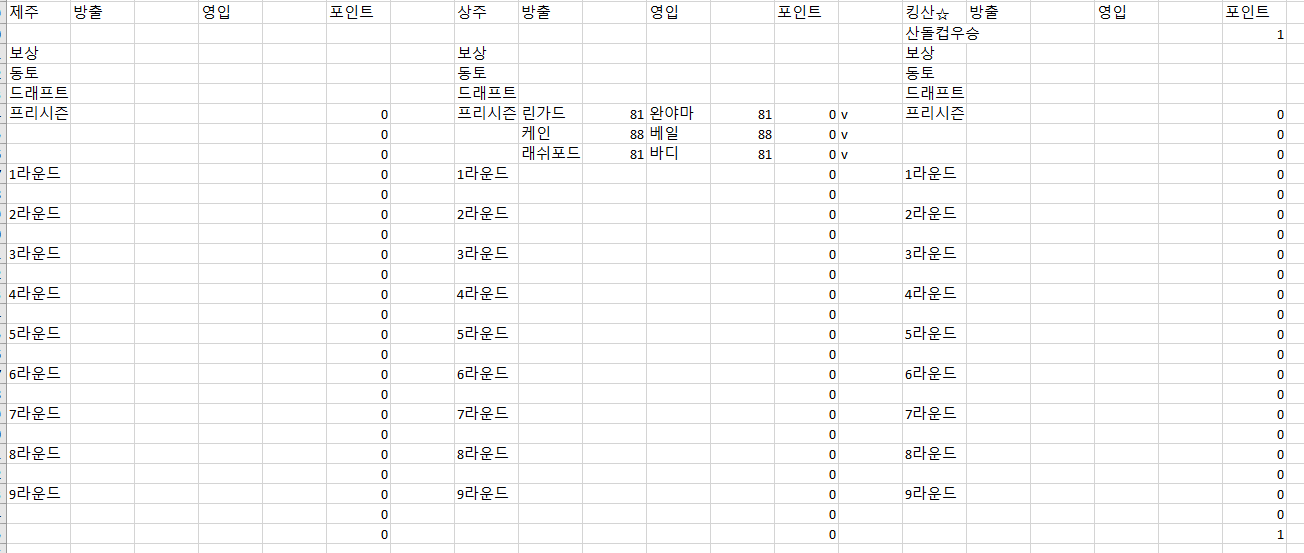 제주 방출 영입 포인트 상주 방출 영입 포인트 킹산☆ 방출 영입 포인트
산돌컵우승 1
보상 보상 보상
동토 동토 동토
드래프트 드래프트 드래프트
프리시즌 0 프리시즌 린가드 81 완야마 81 0 v 프리시즌 0
0 케인 88 베일 88 0 v 0
0 래쉬포드 81 바디 81 0 v 0
1라운드 0 1라운드 0 1라운드 0
0 0 0
2라운드 0 2라운드 0 2라운드 0
0 0 0
3라운드 0 3라운드 0 3라운드 0
0 0 0
4라운드 0 4라운드 0 4라운드 0
0 0 0
5라운드 0 5라운드 0 5라운드 0
0 0 0
6라운드 0 6라운드 0 6라운드 0
0 0 0
7라운드 0 7라운드 0 7라운드 0
0 0 0
8라운드 0 8라운드 0 8라운드 0
0 0 0
9라운드 0 9라운드 0 9라운드 0
0 0 0
0 0 1